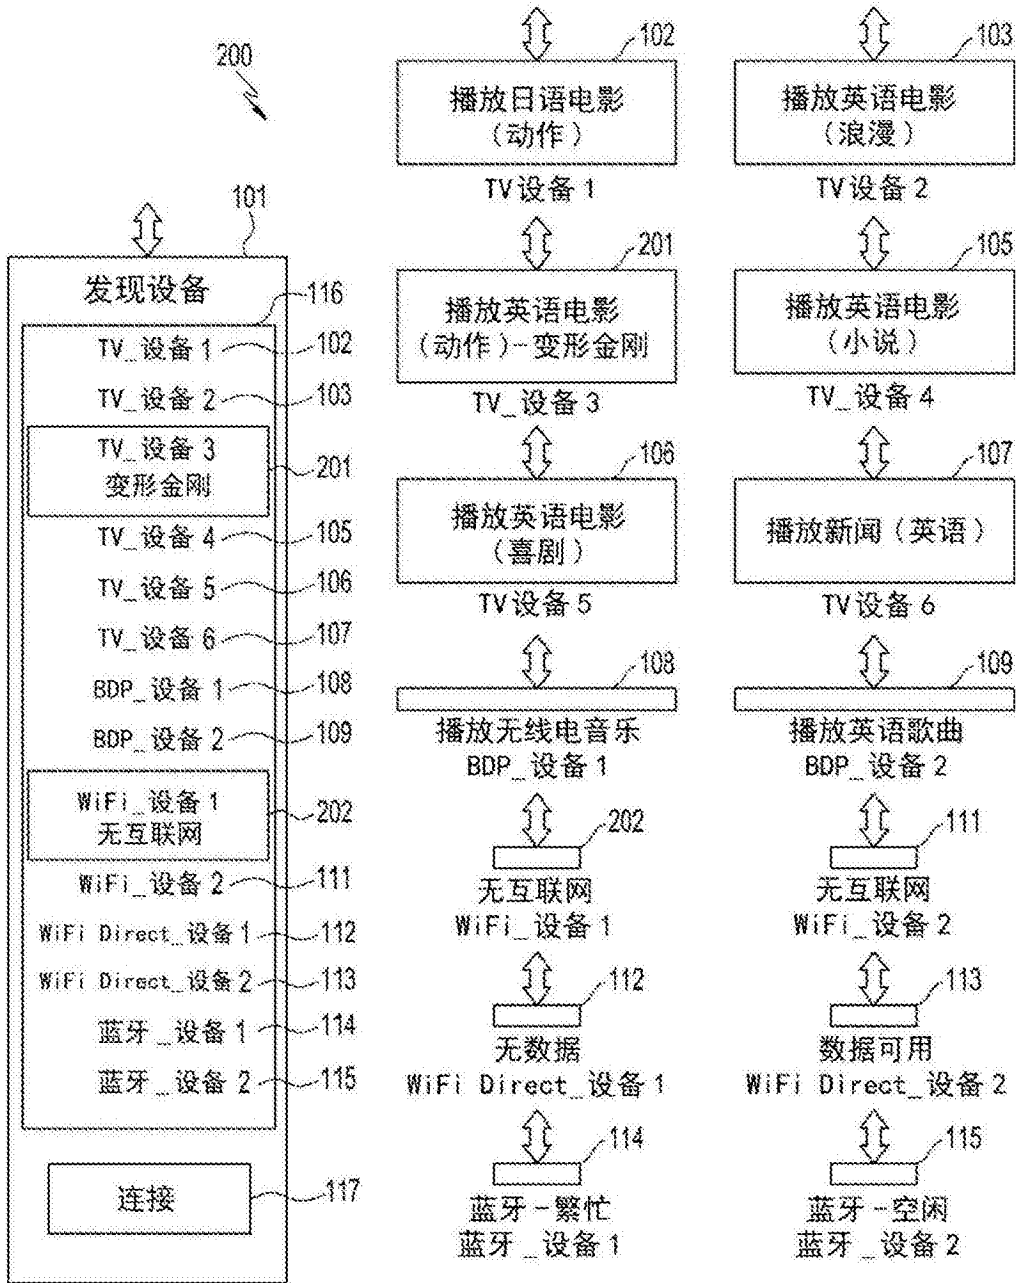 200
101
发现设备
116
TV_设备 1
102
TV_设备 2
103
TV_设备 3
变形金刚
201
TV_设备 4
105
TV_设备 5
106
TV_设备 6
107
BDP_设备 1
108
BDP_设备 2
109
WiFi_设备 1
无互联网
202
WiFi_设备 2
111
WiFi Direct_设备 1
112
WiFi Direct_设备 2
113
蓝牙_设备 1
114
蓝牙_设备 2
115
连接
117
102
播放日语电影
(动作)
TV设备 1
103
播放英语电影
(浪漫)
TV设备 2
201
播放英语电影
(动作)-变形金刚
TV_设备 3
105
播放英语电影
(小说)
TV_设备 4
106
播放英语电影
(喜剧)
TV设备 5
107
播放新闻(英语)
TV设备 6
108
播放无线电音乐
BDP_设备 1
109
播放英语歌曲
BDP_设备 2
202
无互联网
WiFi_设备 1
111
无互联网
WiFi_设备 2
112
无数据
WiFi Direct_设备 1
113
数据可用
WiFi Direct_设备 2
114
蓝牙-繁忙
蓝牙_设备 1
115
蓝牙-空闲
蓝牙_设备 2